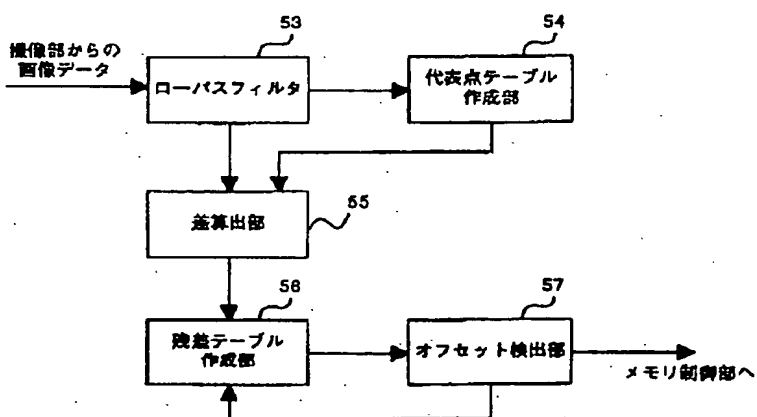 53
54
撮像部からの
画像データ
ローパスフィルタ
代表点テーブル
作成部
55
差算出部
56
57
残差テーブル
作成部
オフセット検出部
メモリ制御部へ